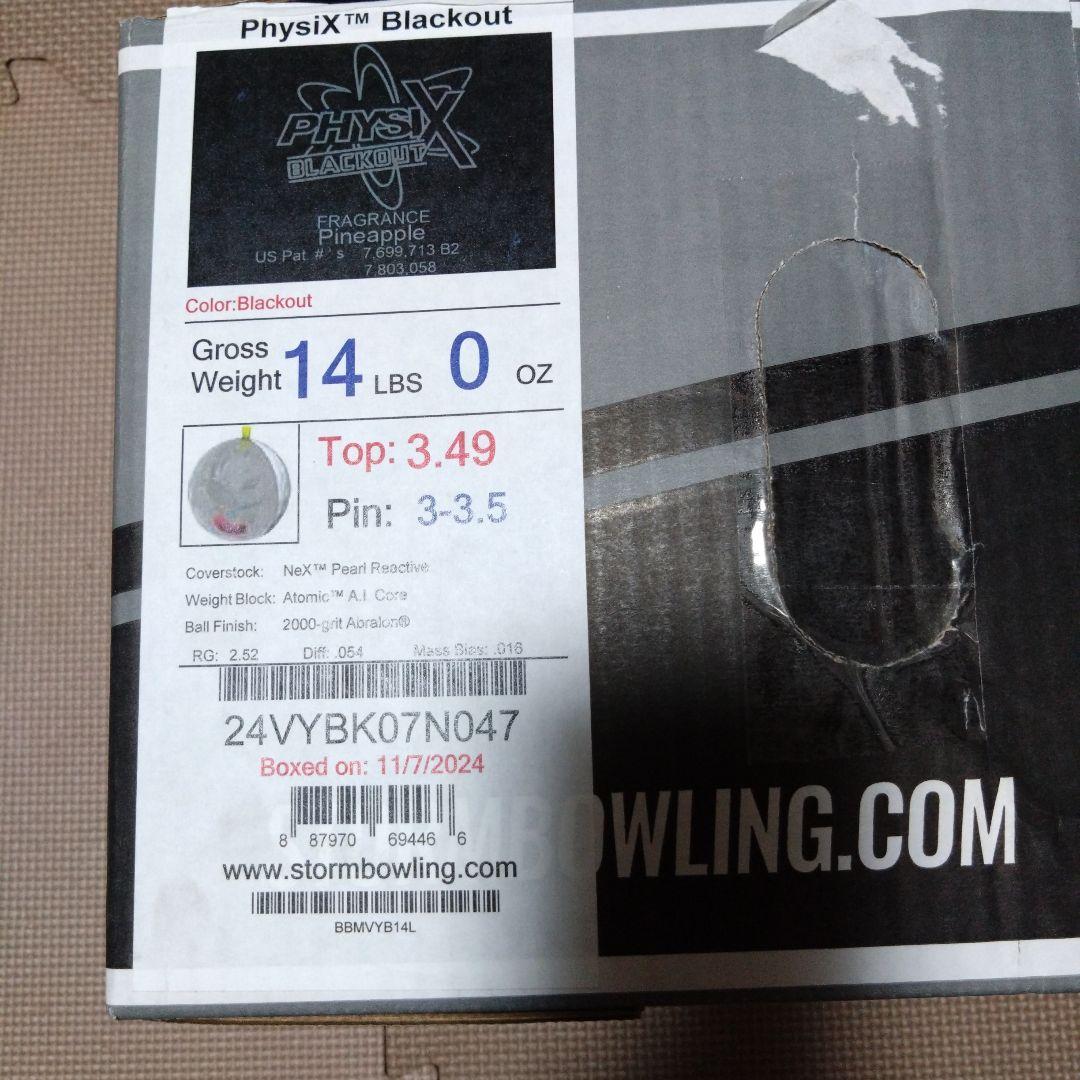 PhysiX™ Blackout
PHYSIX
BLACKOUT
FRAGRANCE
Pineapple
US Pat. # ' s 7,699,713 B2
7,803,058
Color:Blackout
Gross
Weight 14 LBS 0 OZ
Top: 3.49
Pin: 3-3.5
Coverstock: NeX™ Pearl Reactive
Weight Block: Atomic™ A.I. Core
Ball Finish: 2000-grit Abralon®
RG: 2.52 Diff: .054 Mass Bias: .016
24VYBK07N047
Boxed on: 11/7/2024
8 87970 69446 6
www.stormbowling.com
BBMVYB14L
MBOWLING.COM